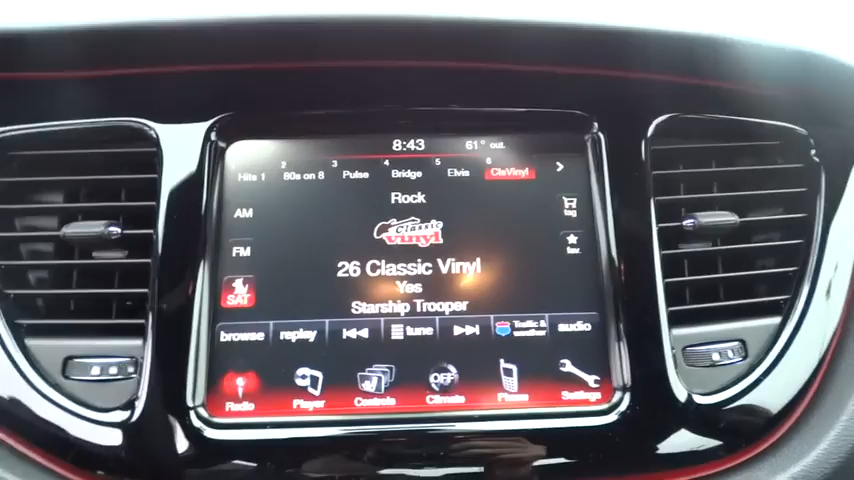 8:43 61° out.
Hits 1 2 80s on 8 3 Pulse 4 Bridge 5 Elvis 6 ClsVinyl
Rock
AM
tag
Classic
Vinyl
FM
fav.
26 Classic Vinyl
Yes
SAT
Starship Trooper
browse replay tune Traffic & weather audio
OFF
Radio Player Controls Climate Phone Settings